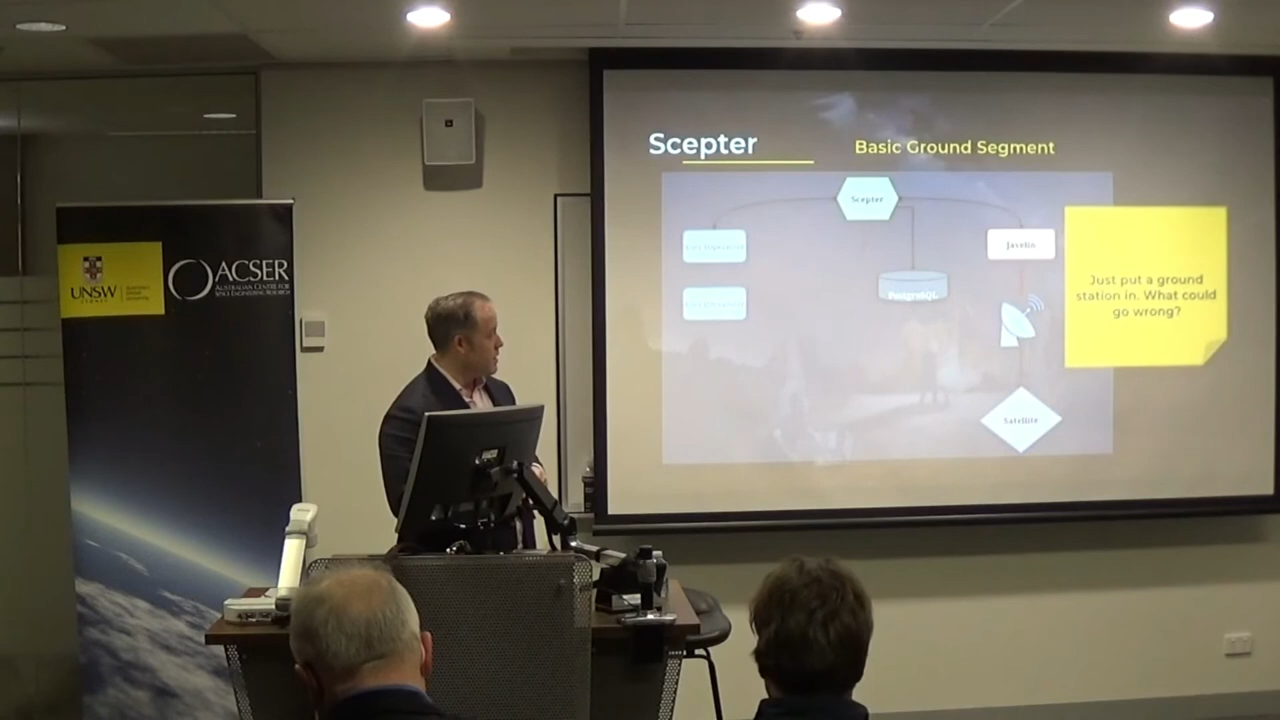 UNSW
SYDNEY
ACSER
AUSTRALIAN CENTRE FOR
SPACE ENGINEERING RESEARCH
Scepter
Basic Ground Segment
Scepter
Javelin
PostgreSQL
Satellite
Just put a ground
station in. What could
go wrong?